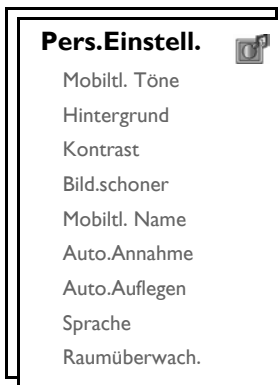 Pers.Einstell.
Mobiltl. Töne
Hintergrund
Kontrast
Bild.schoner
Mobiltl. Name
Auto.Annahme
Auto.Auflegen
Sprache
Raumüberwach.